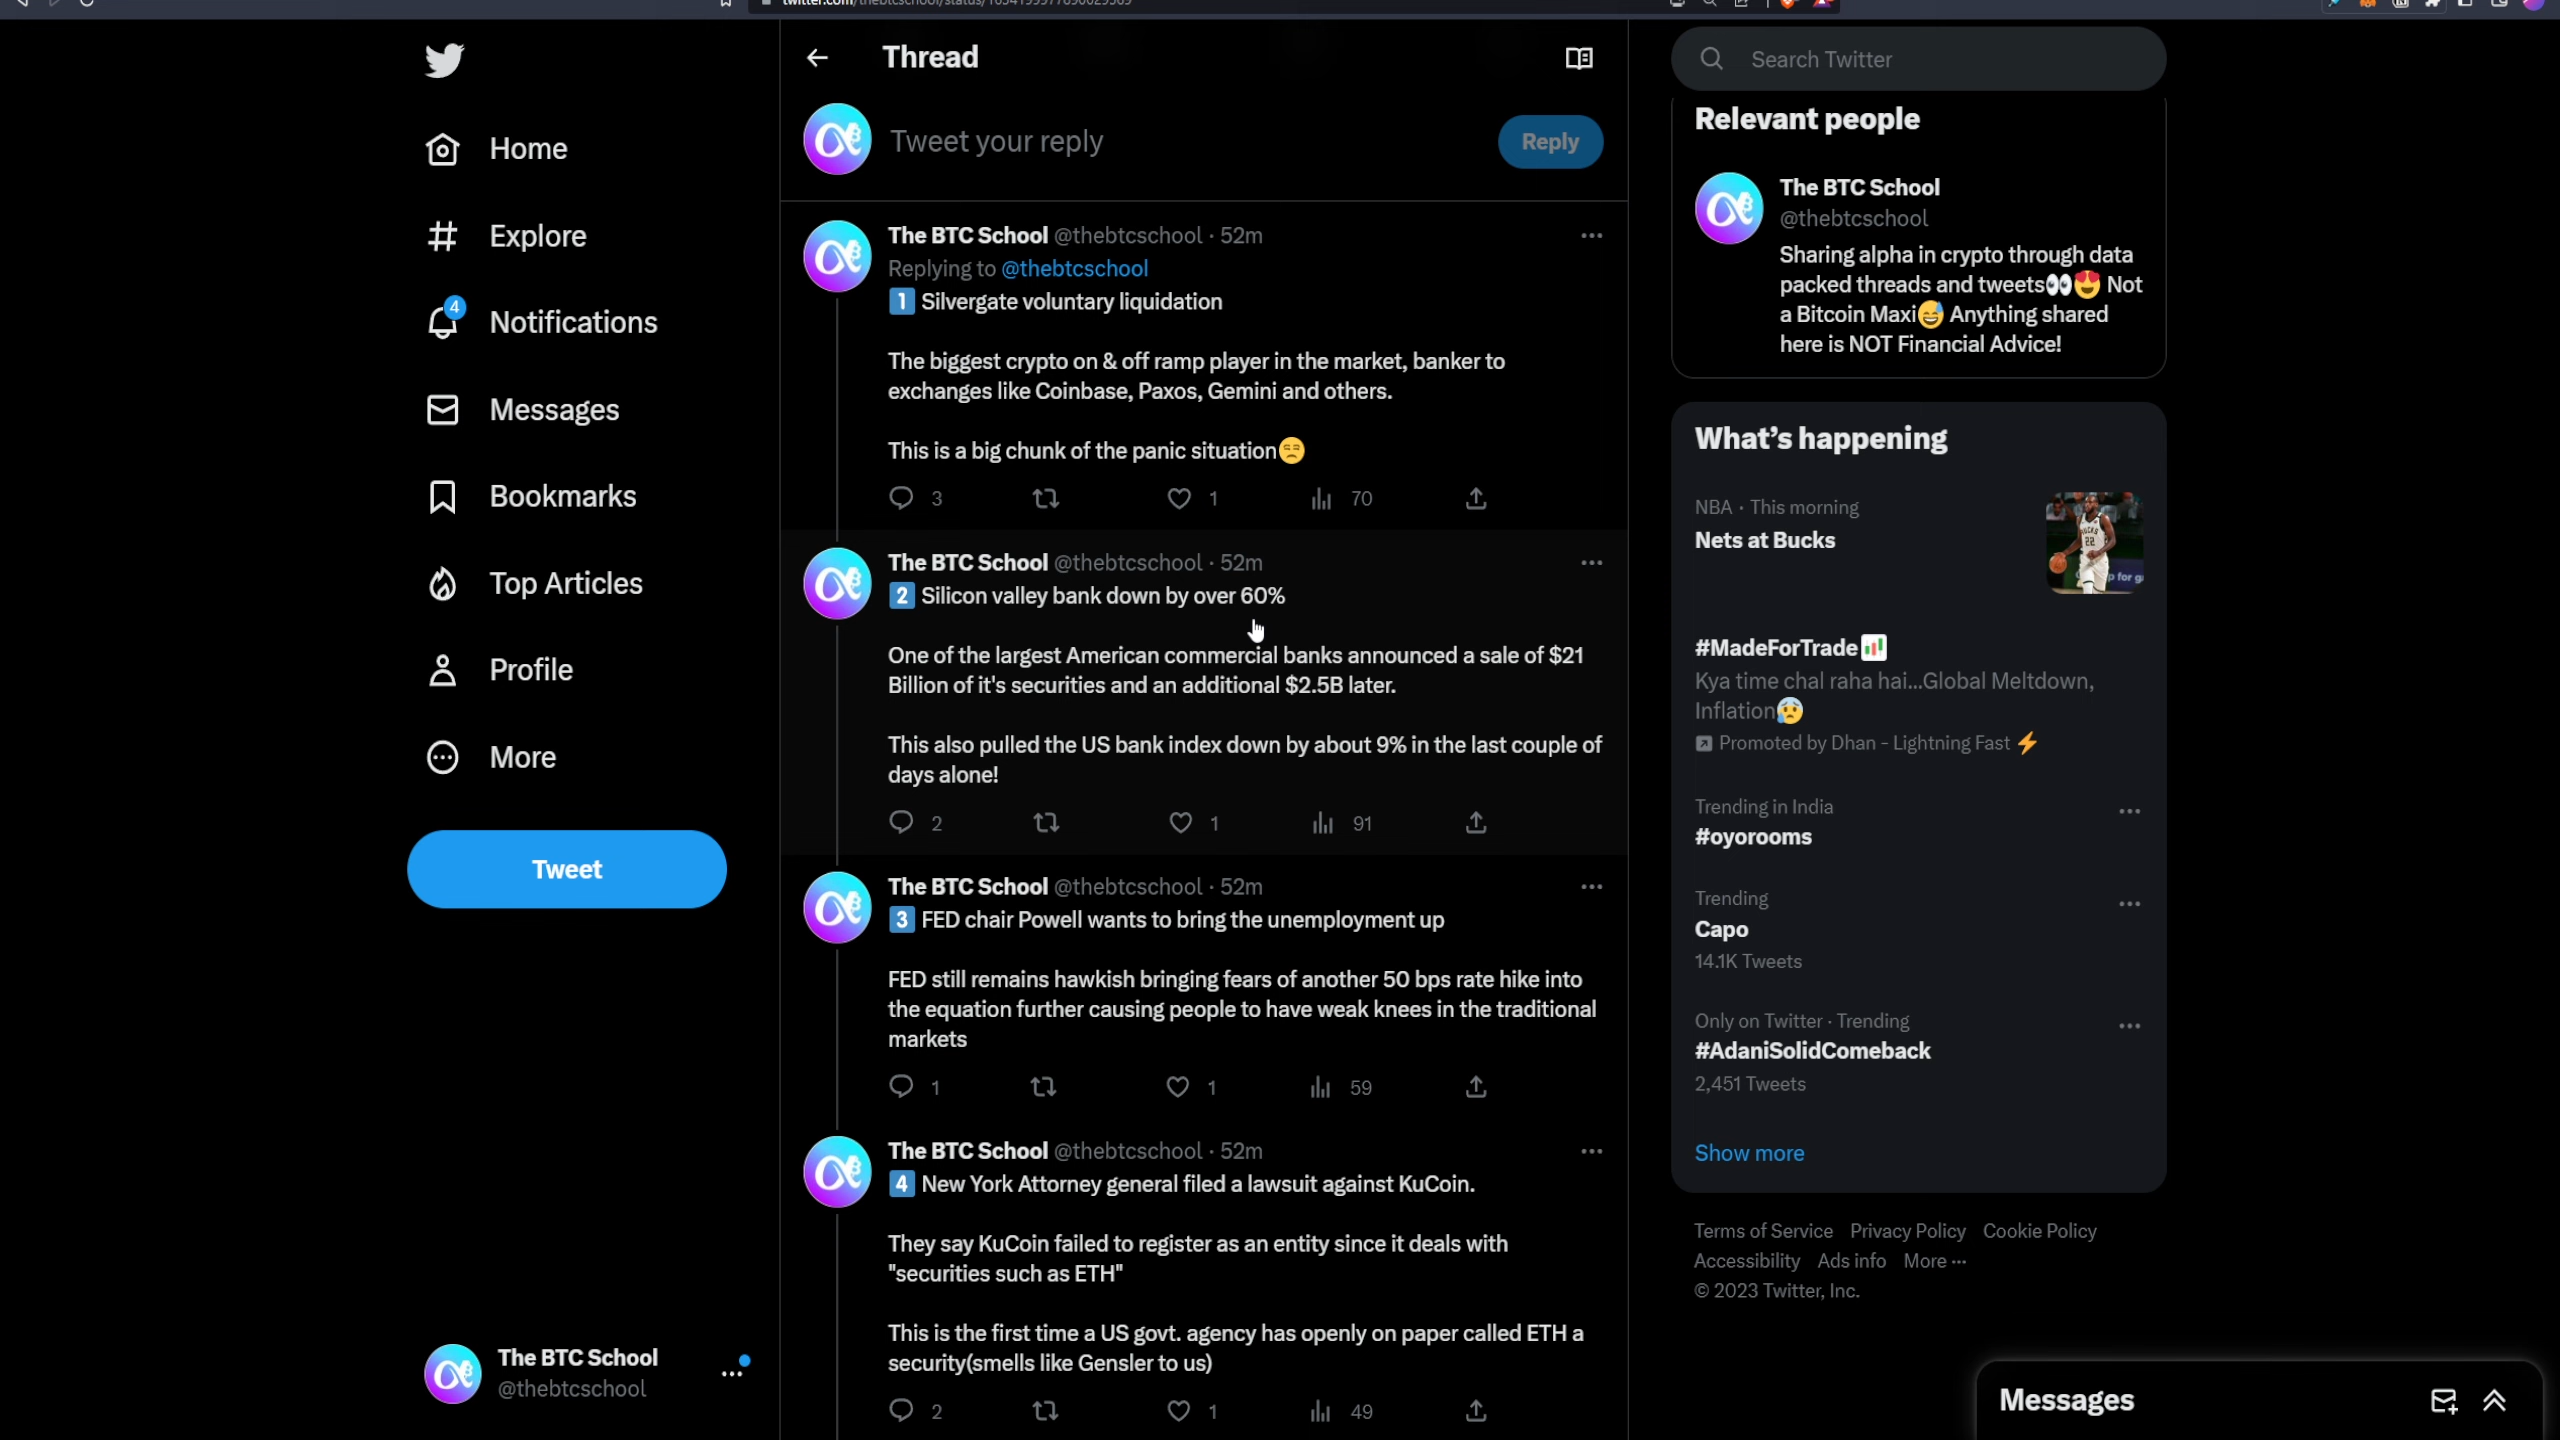 Home
Explore
4
Notifications
Messages
Bookmarks
Top Articles
Profile
More
Tweet
The BTC School
@thebtcschool
Thread
Tweet your reply
Reply
The BTC School @thebtcschool · 52m
Replying to @thebtcschool
1 Silvergate voluntary liquidation
The biggest crypto on & off ramp player in the market, banker to
exchanges like Coinbase, Paxos, Gemini and others.
This is a big chunk of the panic situation😒
3 1 70
The BTC School @thebtcschool · 52m
2 Silicon valley bank down by over 60%
One of the largest American commercial banks announced a sale of $21
Billion of it's securities and an additional $2.5B later.
This also pulled the US bank index down by about 9% in the last couple of
days alone!
2 1 91
The BTC School @thebtcschool · 52m
3 FED chair Powell wants to bring the unemployment up
FED still remains hawkish bringing fears of another 50 bps rate hike into
the equation further causing people to have weak knees in the traditional
markets
1 1 59
The BTC School @thebtcschool · 52m
4 New York Attorney general filed a lawsuit against KuCoin.
They say KuCoin failed to register as an entity since it deals with
"securities such as ETH"
This is the first time a US govt. agency has openly on paper called ETH a
security(smells like Gensler to us)
2 1 49
Search Twitter
Relevant people
The BTC School
@thebtcschool
Sharing alpha in crypto through data
packed threads and tweets👀😍 Not
a Bitcoin Maxi😅 Anything shared
here is NOT Financial Advice!
What's happening
NBA · This morning
Nets at Bucks
#MadeForTrade
Kya time chal raha hai...Global Meltdown,
Inflation😰
Promoted by Dhan - Lightning Fast ⚡
Trending in India
#oyorooms
Trending
Capo
14.1K Tweets
Only on Twitter · Trending
#AdaniSolidComeback
2,451 Tweets
Show more
Terms of Service Privacy Policy Cookie Policy
Accessibility Ads info More ···
© 2023 Twitter, Inc.
Messages